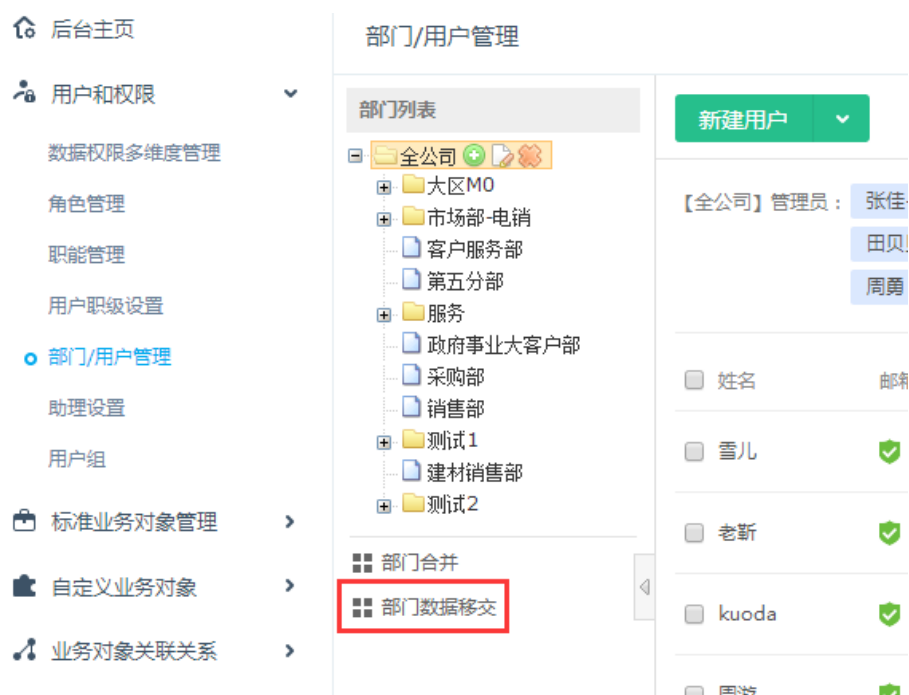 后台主页
用户和权限
数据权限多维度管理
角色管理
职能管理
用户职级设置
部门/用户管理
助理设置
用户组
标准业务对象管理
自定义业务对象
业务对象关联关系
部门/用户管理
部门列表
全公司
大区M0
市场部-电销
客户服务部
第五分部
服务
政府事业大客户部
采购部
销售部
测试1
建材销售部
测试2
部门合并
部门数据移交
新建用户
【全公司】管理员：
张佳
田贝
周勇
姓名
邮箱
雪儿
老靳
kuoda
周游